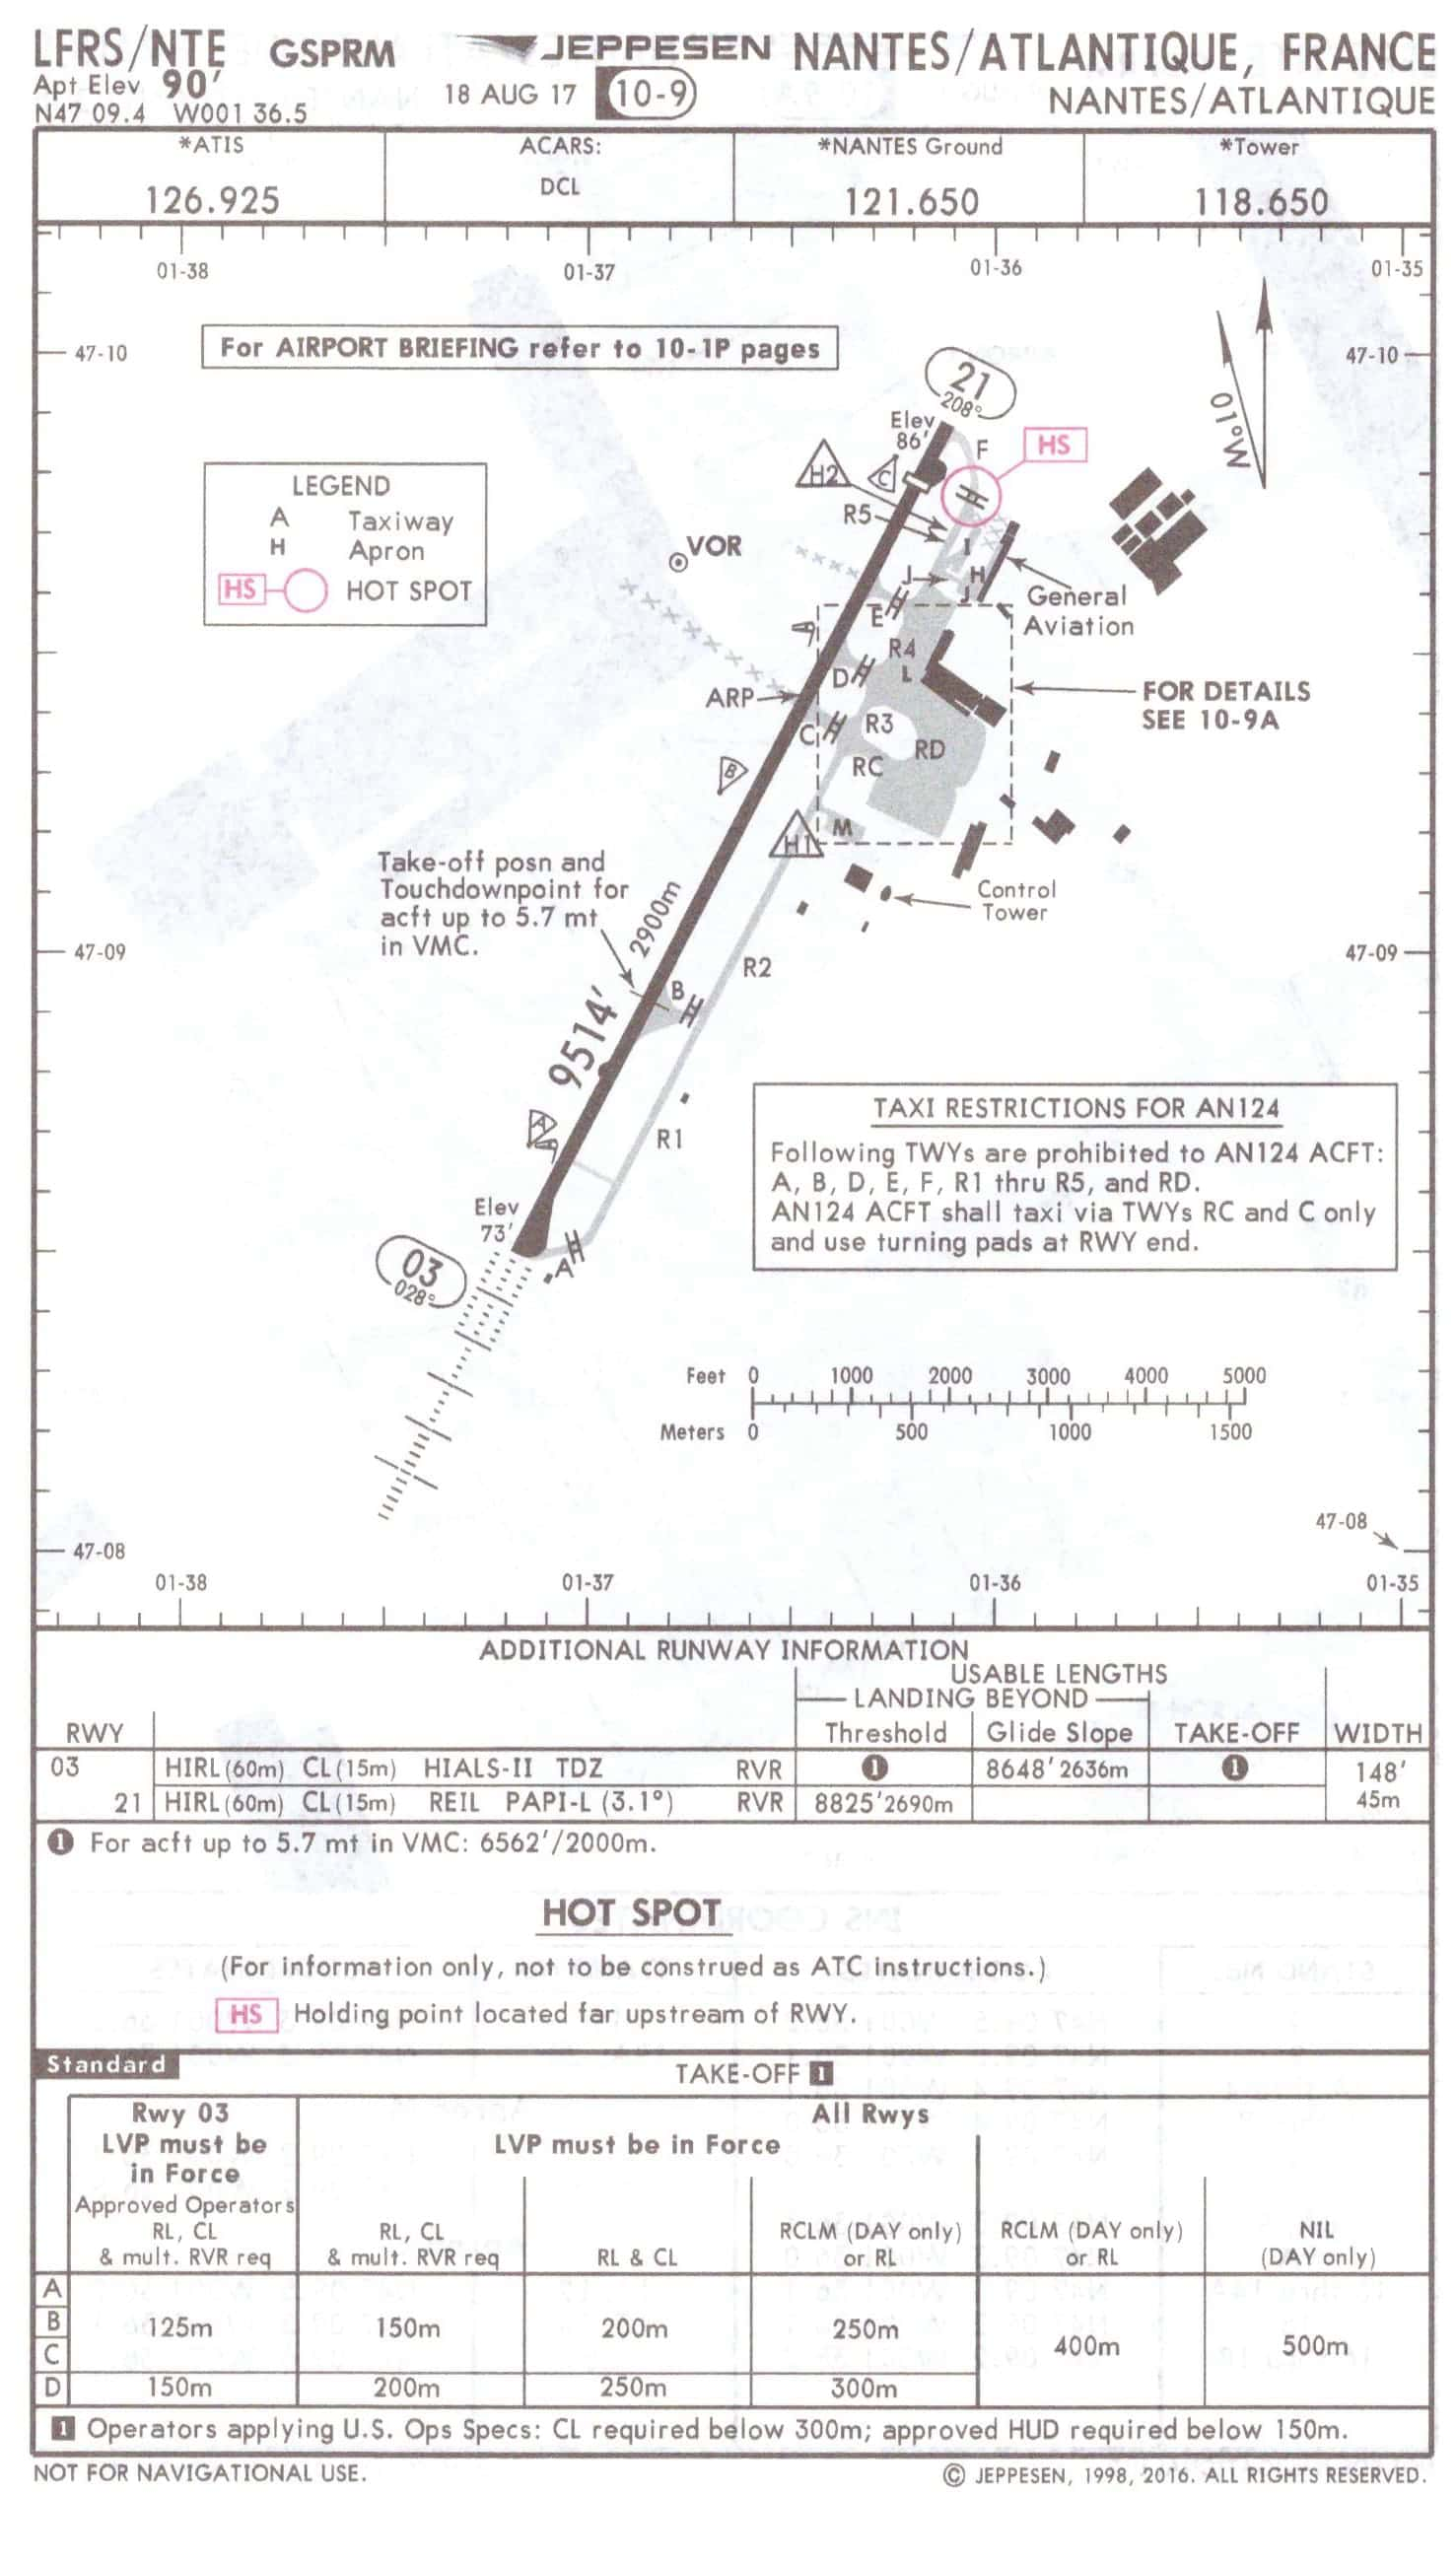 LFRS/NTE GSPRM JEPPESEN NANTES/ATLANTIQUE, FRANCE
Apt Elev 90' 18 AUG 17 10-9 NANTES/ATLANTIQUE
N47 09.4 W001 36.5
*ATIS ACARS: *NANTES Ground *Tower
126.925 DCL 121.650 118.650
01-38 01-37 01-36 01-35
47-10 For AIRPORT BRIEFING refer to 10-1P pages 47-10
21
208°
01°W
Elev
86'
F
HS
H2
C
R5
LEGEND
A Taxiway
H Apron
HS HOT SPOT
VOR
I
J
H
J
General
Aviation
E
R4
L
D
ARP
FOR DETAILS
SEE 10-9A
R3
C
RD
RC
B
M
H1
Take-off posn and
Touchdownpoint for
acft up to 5.7 mt
in VMC.
2900m
Control
Tower
47-09 47-09
R2
B
9514'
TAXI RESTRICTIONS FOR AN124
Following TWYs are prohibited to AN124 ACFT:
A, B, D, E, F, R1 thru R5, and RD.
AN124 ACFT shall taxi via TWYs RC and C only
and use turning pads at RWY end.
A
R1
Elev
73'
03
028°
A
Feet 0 1000 2000 3000 4000 5000
Meters 0 500 1000 1500
47-08
47-08
01-38 01-37 01-36 01-35
ADDITIONAL RUNWAY INFORMATION
USABLE LENGTHS
LANDING BEYOND
RWY Threshold Glide Slope TAKE-OFF WIDTH
03 HIRL(60m) CL(15m) HIALS-II TDZ RVR 1 8648' 2636m 1 148'
21 HIRL(60m) CL(15m) REIL PAPI-L (3.1°) RVR 8825'2690m 45m
1 For acft up to 5.7 mt in VMC: 6562'/2000m.
HOT SPOT
(For information only, not to be construed as ATC instructions.)
HS Holding point located far upstream of RWY.
Standard TAKE-OFF 1
Rwy 03 All Rwys
LVP must be LVP must be in Force
in Force
Approved Operators
RL, CL RL, CL RCLM (DAY only) RCLM (DAY only) NIL
& mult. RVR req & mult. RVR req RL & CL or RL or RL (DAY only)
A
B 125m 150m 200m 250m
C 400m 500m
D 150m 200m 250m 300m
1 Operators applying U.S. Ops Specs: CL required below 300m; approved HUD required below 150m.
NOT FOR NAVIGATIONAL USE. © JEPPESEN, 1998, 2016. ALL RIGHTS RESERVED.